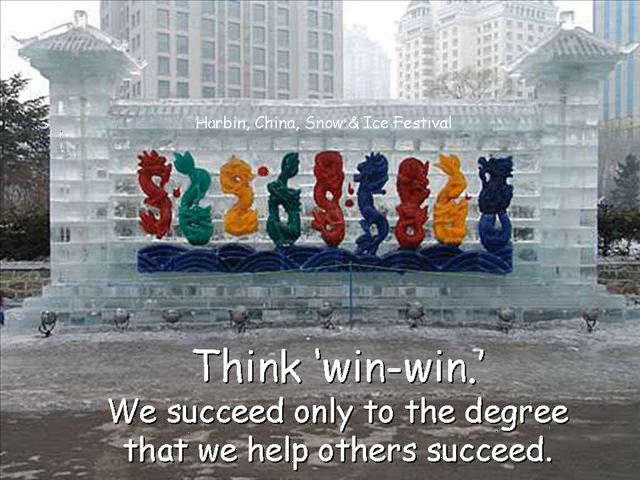 Harbin, China, Snow & Ice Festival
Think ‘win-win.’
We succeed only to the degree
that we help others succeed.